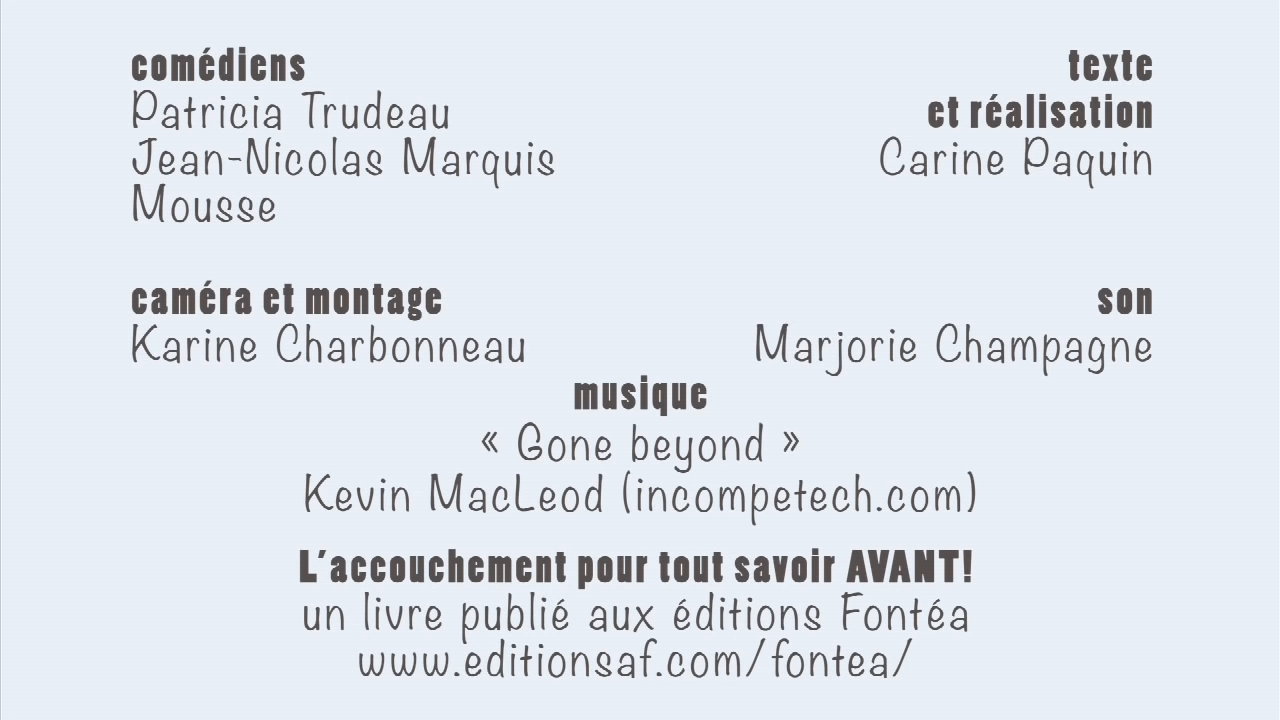 comédiens
Patricia Trudeau
Jean-Nicolas Marquis
Mousse
texte
et réalisation
Carine Paquin
caméra et montage
Karine Charbonneau
son
Marjorie Champagne
musique
« Gone beyond »
Kevin MacLeod (incompetech.com)
L'accouchement pour tout savoir AVANT!
un livre publié aux éditions Fontéa
www.editionsaf.com/fontea/